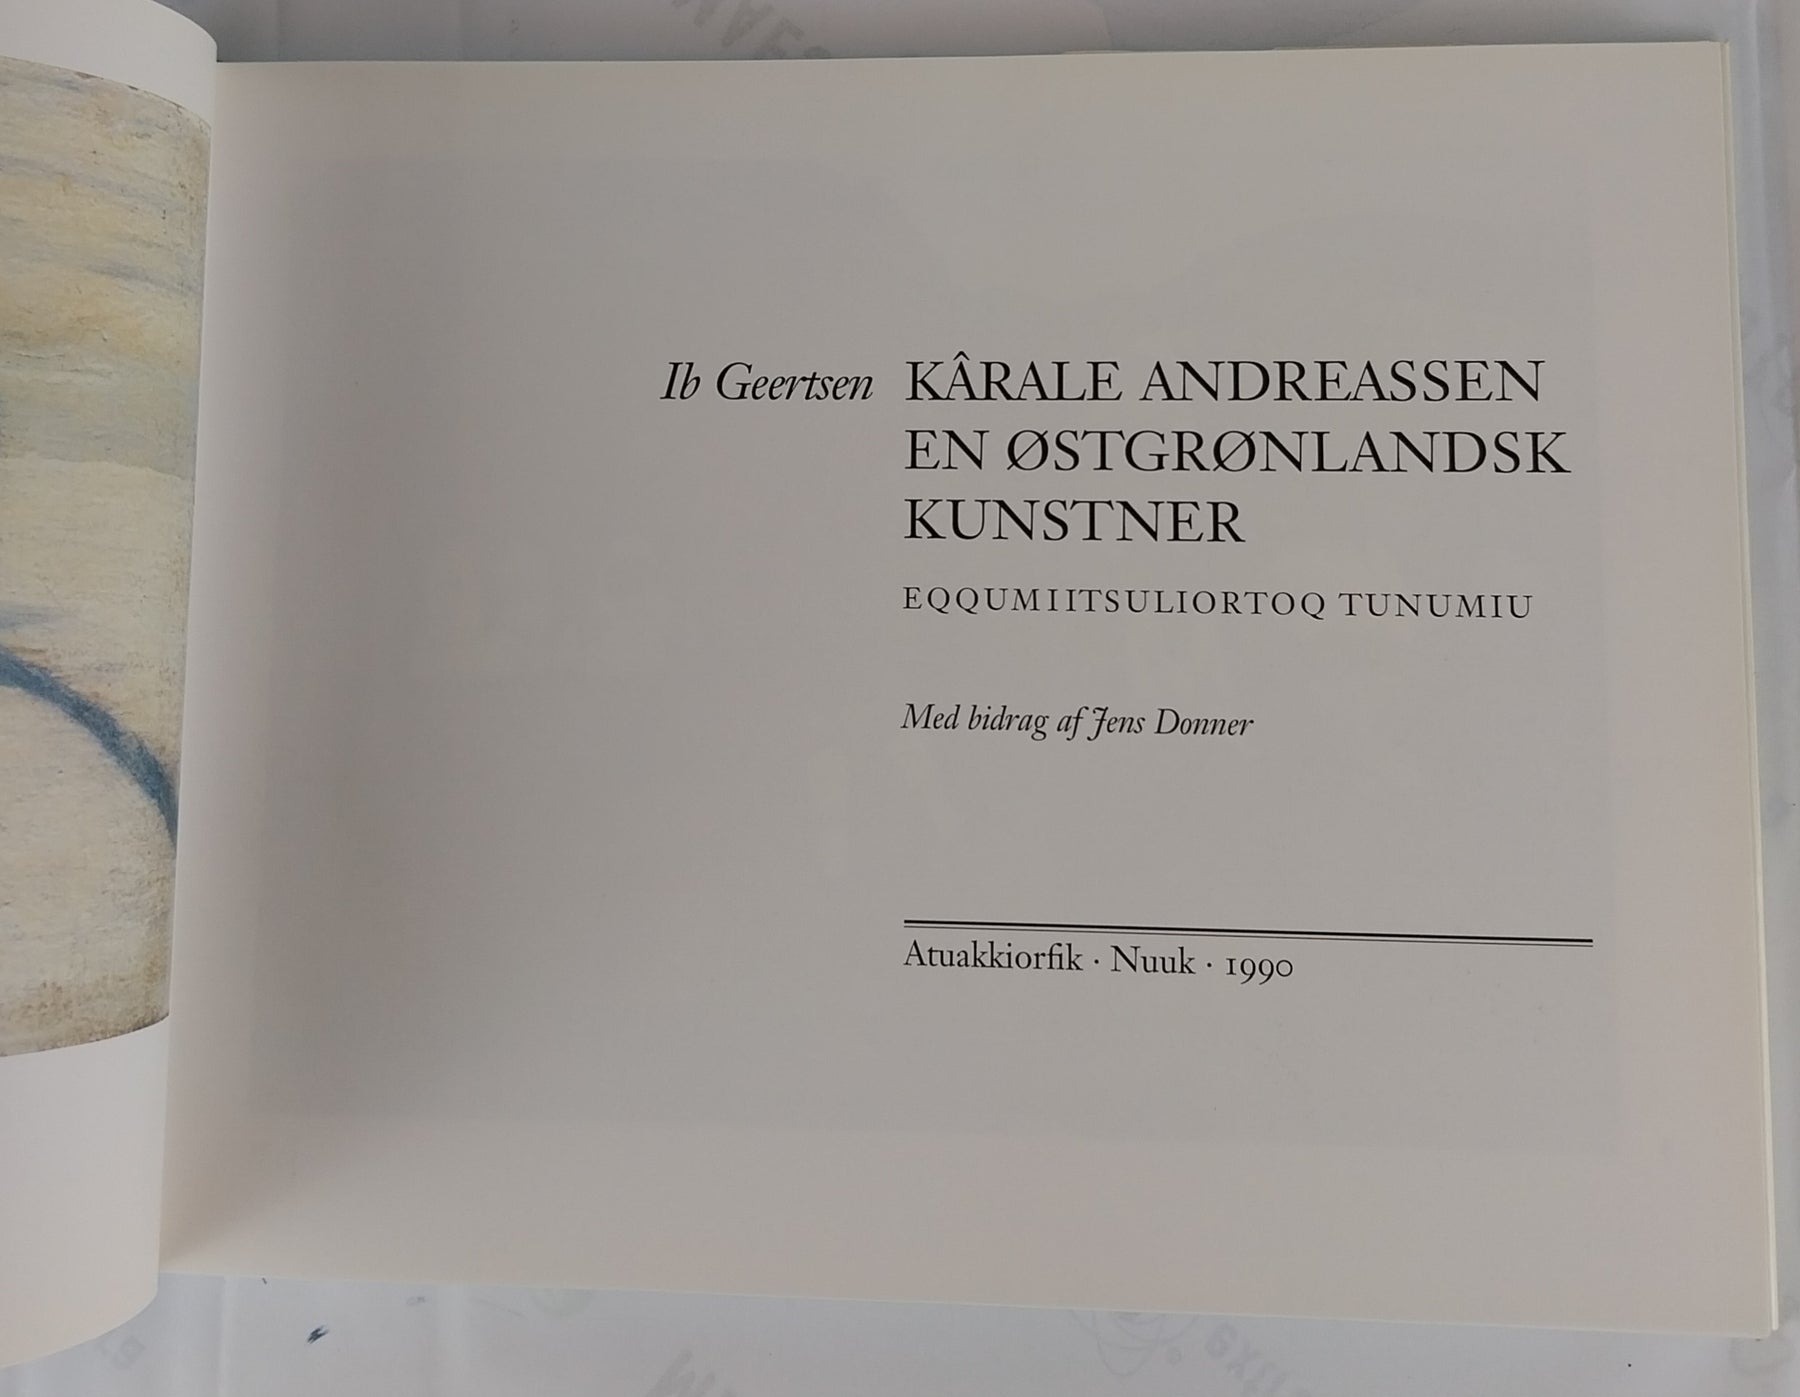 Ib Geertsen KÂRALE ANDREASSEN
EN ØSTGRØNLANDSK
KUNSTNER
EQQUMIITSULIORTOQ TUNUMIU
Med bidrag af Jens Donner
Atuakkiorfik · Nuuk · 1990